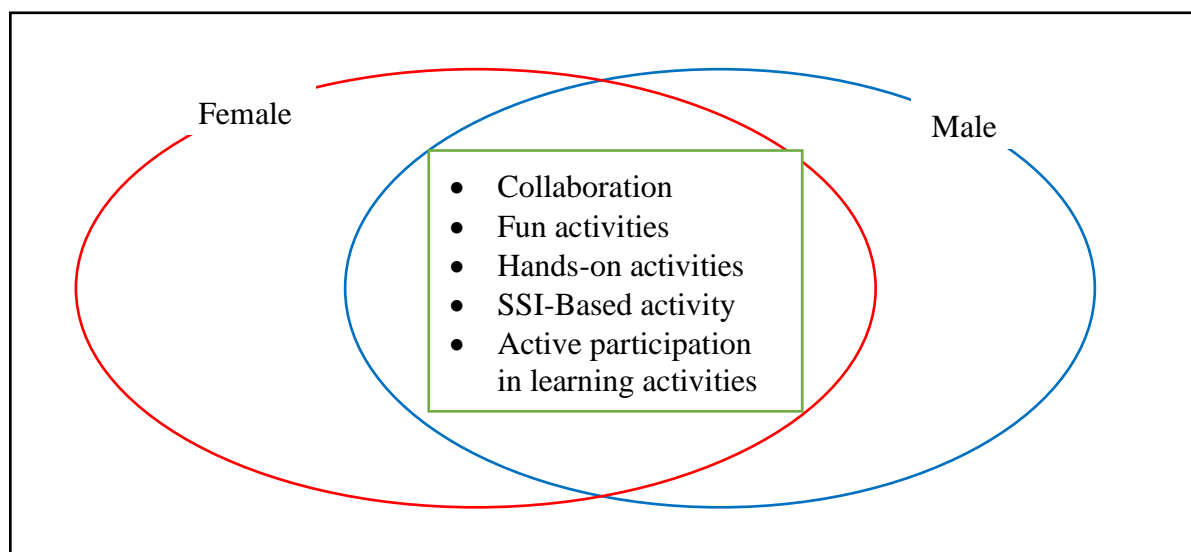 Female
Male
• Collaboration
• Fun activities
• Hands-on activities
• SSI-Based activity
• Active participation
in learning activities